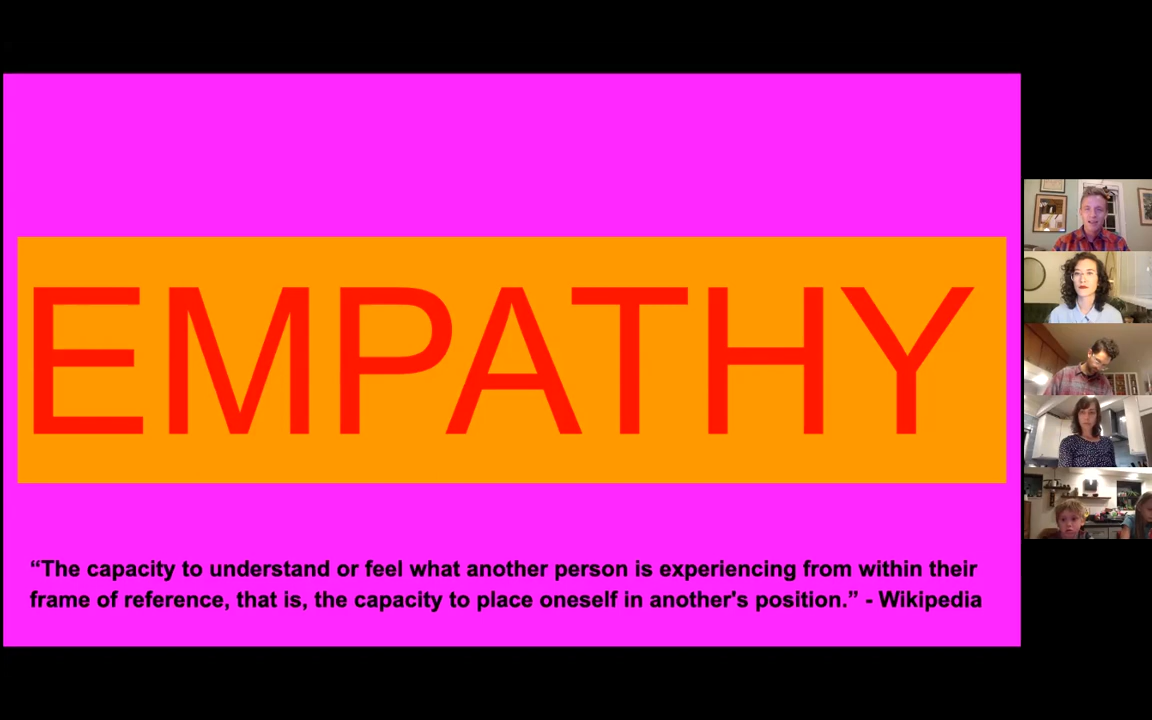 EMPATHY
“The capacity to understand or feel what another person is experiencing from within their
frame of reference, that is, the capacity to place oneself in another's position.” - Wikipedia